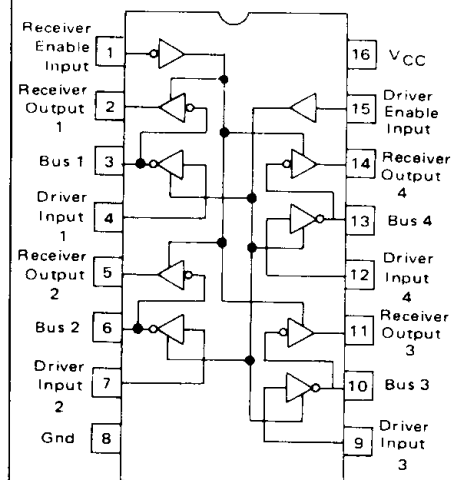 Receiver
Enable
Input
1
Receiver
Output
1
2
Bus 1
3
Driver
Input
1
4
Receiver
Output
2
5
Bus 2
6
Driver
Input
2
7
Gnd
8
16
VCC
15
Driver
Enable
Input
14
Receiver
Output
4
13
Bus 4
12
Driver
Input
4
11
Receiver
Output
3
10
Bus 3
9
Driver
Input
3